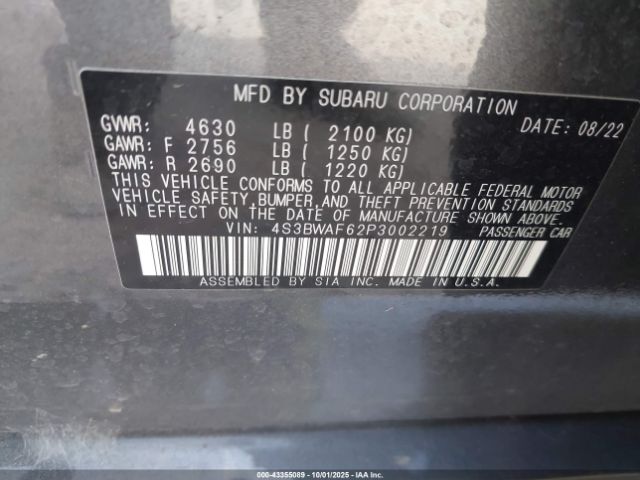 MFD BY SUBARU CORPORATION
GVWR: 4630 LB ( 2100 KG) DATE: 08/22
GAWR: F 2756 LB ( 1250 KG)
GAWR: R 2690 LB ( 1220 KG)
THIS VEHICLE CONFORMS TO ALL APPLICABLE FEDERAL MOTOR
VEHICLE SAFETY, BUMPER, AND THEFT PREVENTION STANDARDS
IN EFFECT ON THE DATE OF MANUFACTURE SHOWN ABOVE.
VIN: 4S3BWAF62P3002219 PASSENGER CAR
ASSEMBLED BY SIA INC. MADE IN U.S.A.
000-43355089 - 10/01/2025 - IAAI.COM